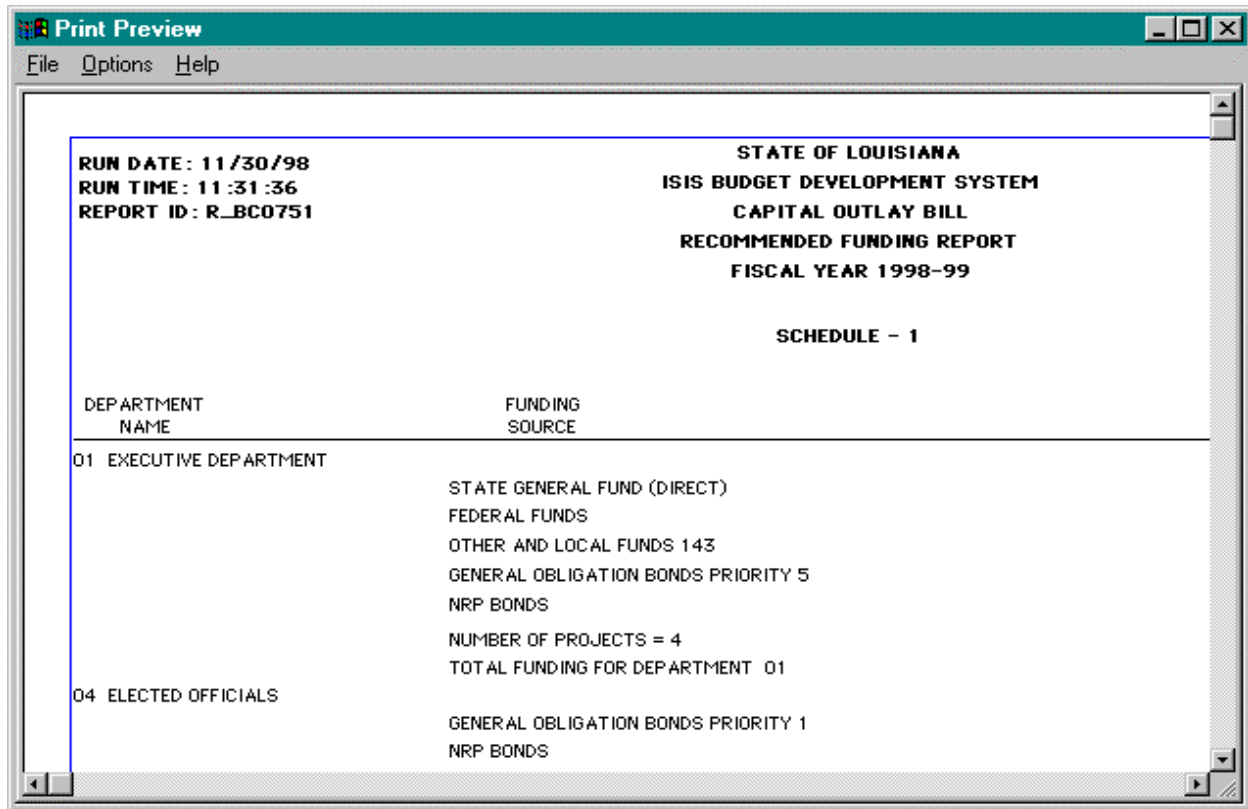 Print Preview
File Options Help
RUN DATE: 11/30/98
RUN TIME: 11:31:36
REPORT ID: R_BC0751
STATE OF LOUISIANA
ISIS BUDGET DEVELOPMENT SYSTEM
CAPITAL OUTLAY BILL
RECOMMENDED FUNDING REPORT
FISCAL YEAR 1998-99
SCHEDULE - 1
DEPARTMENT NAME
FUNDING SOURCE
01 EXECUTIVE DEPARTMENT
STATE GENERAL FUND (DIRECT)
FEDERAL FUNDS
OTHER AND LOCAL FUNDS 143
GENERAL OBLIGATION BONDS PRIORITY 5
NRP BONDS
NUMBER OF PROJECTS = 4
TOTAL FUNDING FOR DEPARTMENT 01
04 ELECTED OFFICIALS
GENERAL OBLIGATION BONDS PRIORITY 1
NRP BONDS